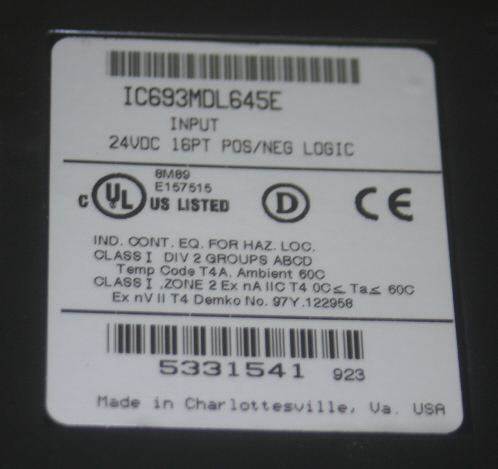 IC693MDL645E
INPUT
24VDC 16PT POS/NEG LOGIC
8M89
E157515
C UL US LISTED
D
CE
IND. CONT. EQ. FOR HAZ. LOC.
CLASS I DIV 2 GROUPS ABCD
Temp Code T4A. Ambient 60C
CLASS I .ZONE 2 Ex nA IIC T4 0C≤ Ta≤ 60C
Ex nV II T4 Demko No. 97Y.122958
5331541 923
Made in Charlottesville, Va. USA